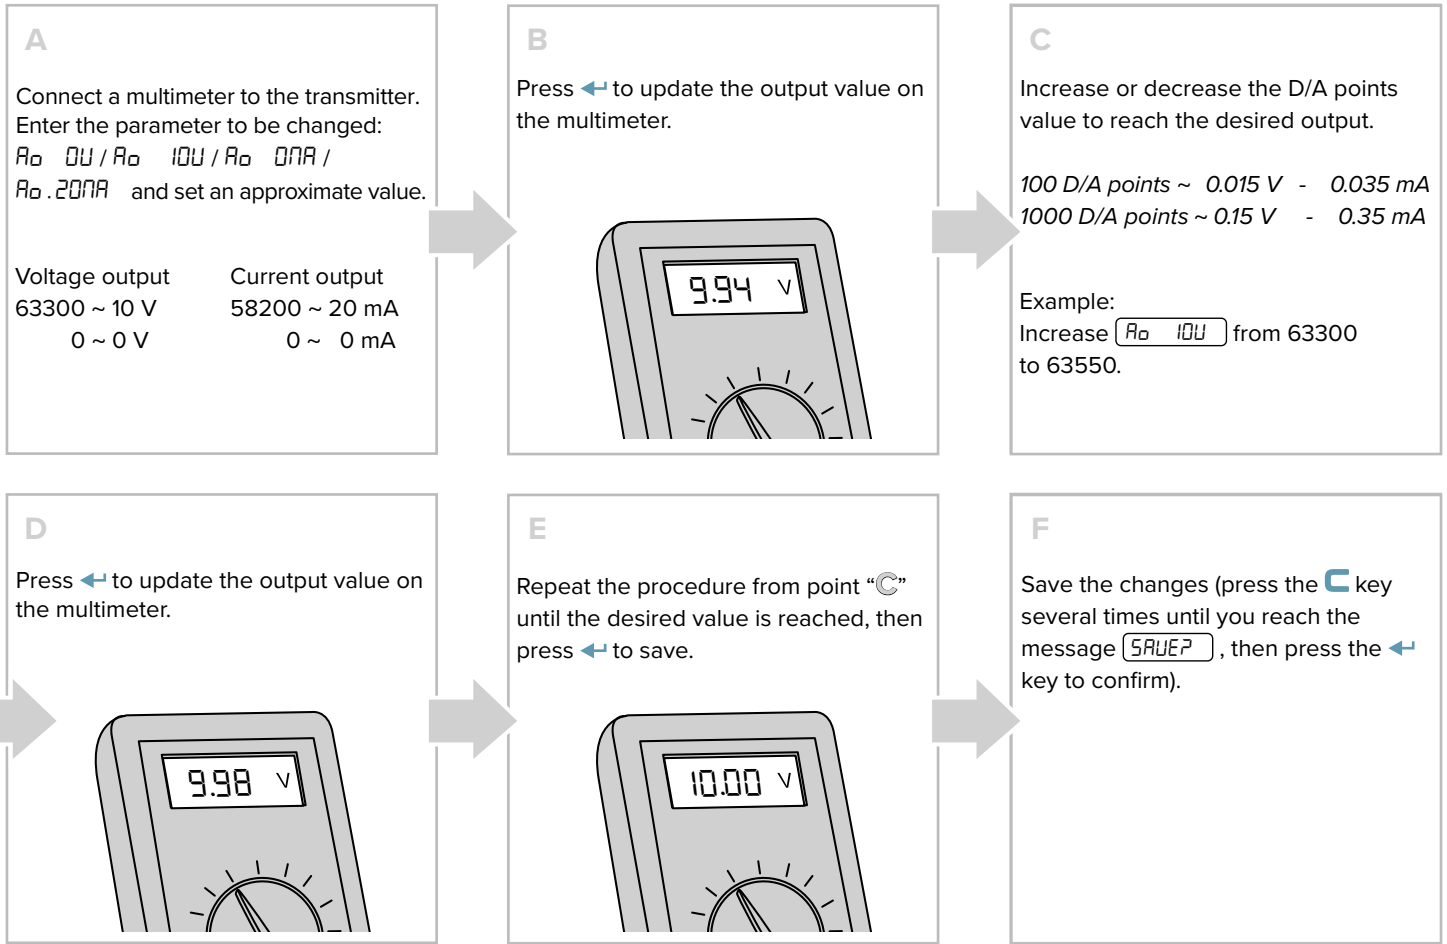 A
Connect a multimeter to the transmitter.
Enter the parameter to be changed:
Ao 0V / Ao 10V / Ao 0MA /
Ao.20MA and set an approximate value.
Voltage output Current output
63300 ~ 10 V 58200 ~ 20 mA
0 ~ 0 V 0 ~ 0 mA
B
Press to update the output value on
the multimeter.
9.94 V
C
Increase or decrease the D/A points
value to reach the desired output.
100 D/A points ~ 0.015 V - 0.035 mA
1000 D/A points ~ 0.15 V - 0.35 mA
Example:
Increase Ao 10V from 63300
to 63550.
D
Press to update the output value on
the multimeter.
9.98 V
E
Repeat the procedure from point “C”
until the desired value is reached, then
press to save.
10.00 V
F
Save the changes (press the C key
several times until you reach the
message SAVE? , then press the
key to confirm).